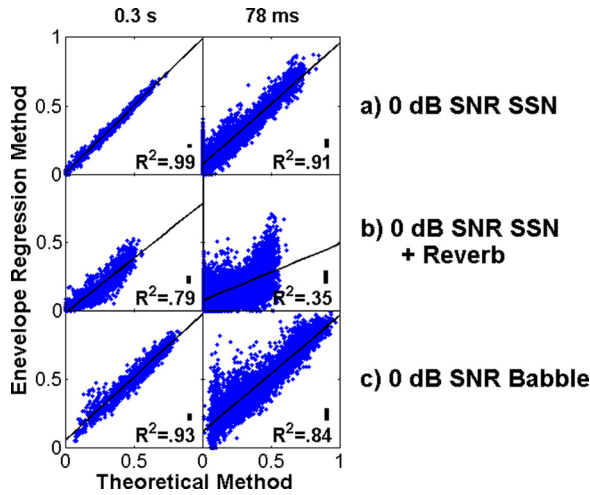 0.3 s 78 ms
Enevelope Regression Method
1
0.5
0
R²=.99
R²=.91
a) 0 dB SNR SSN
0.5
0
R²=.79
R²=.35
b) 0 dB SNR SSN
+ Reverb
0.5
0
R²=.93
R²=.84
c) 0 dB SNR Babble
0 0.5 0 0.5 1
Theoretical Method